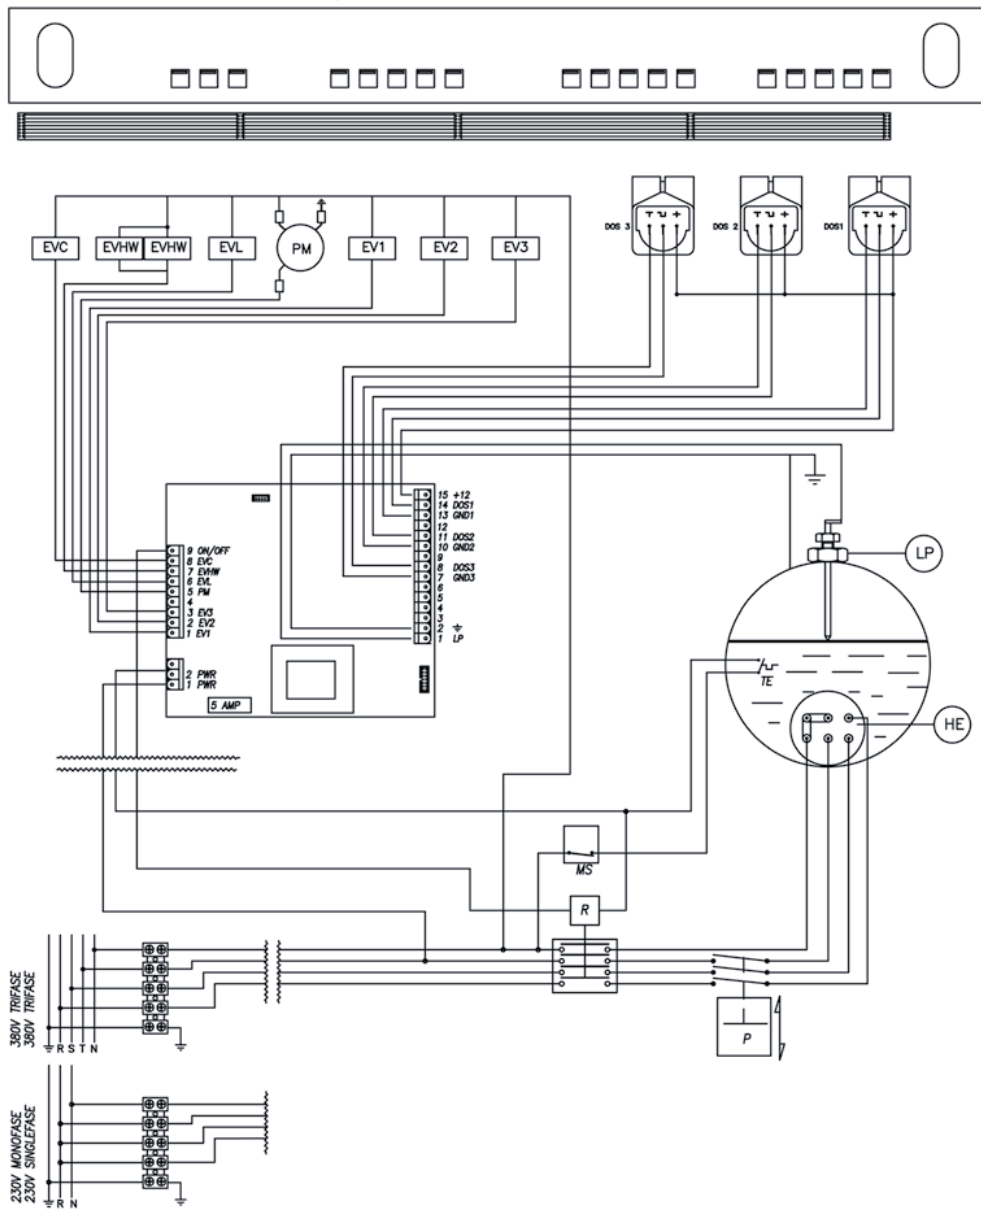 DOS 3
DOS 2
DOS1
EVC
EVHW
EVHW
EVL
PM
EV1
EV2
EV3
9 ON/OFF
8 EVC
7 EVHW
6 EVL
5 PM
4
3 EV3
2 EV2
1 EV1
2 PWR
1 PWR
5 AMP
15 +12
14 DOS1
13 GND1
12
11 DOS2
10 GND2
9
8 DOS3
7 GND3
6
5
4
3
2
1 LP
LP
TE
HE
MS
R
P
380V TRIFASE
380V TRIFASE
R S T N
230V MONOFASE
230V SINGLEFASE
R N